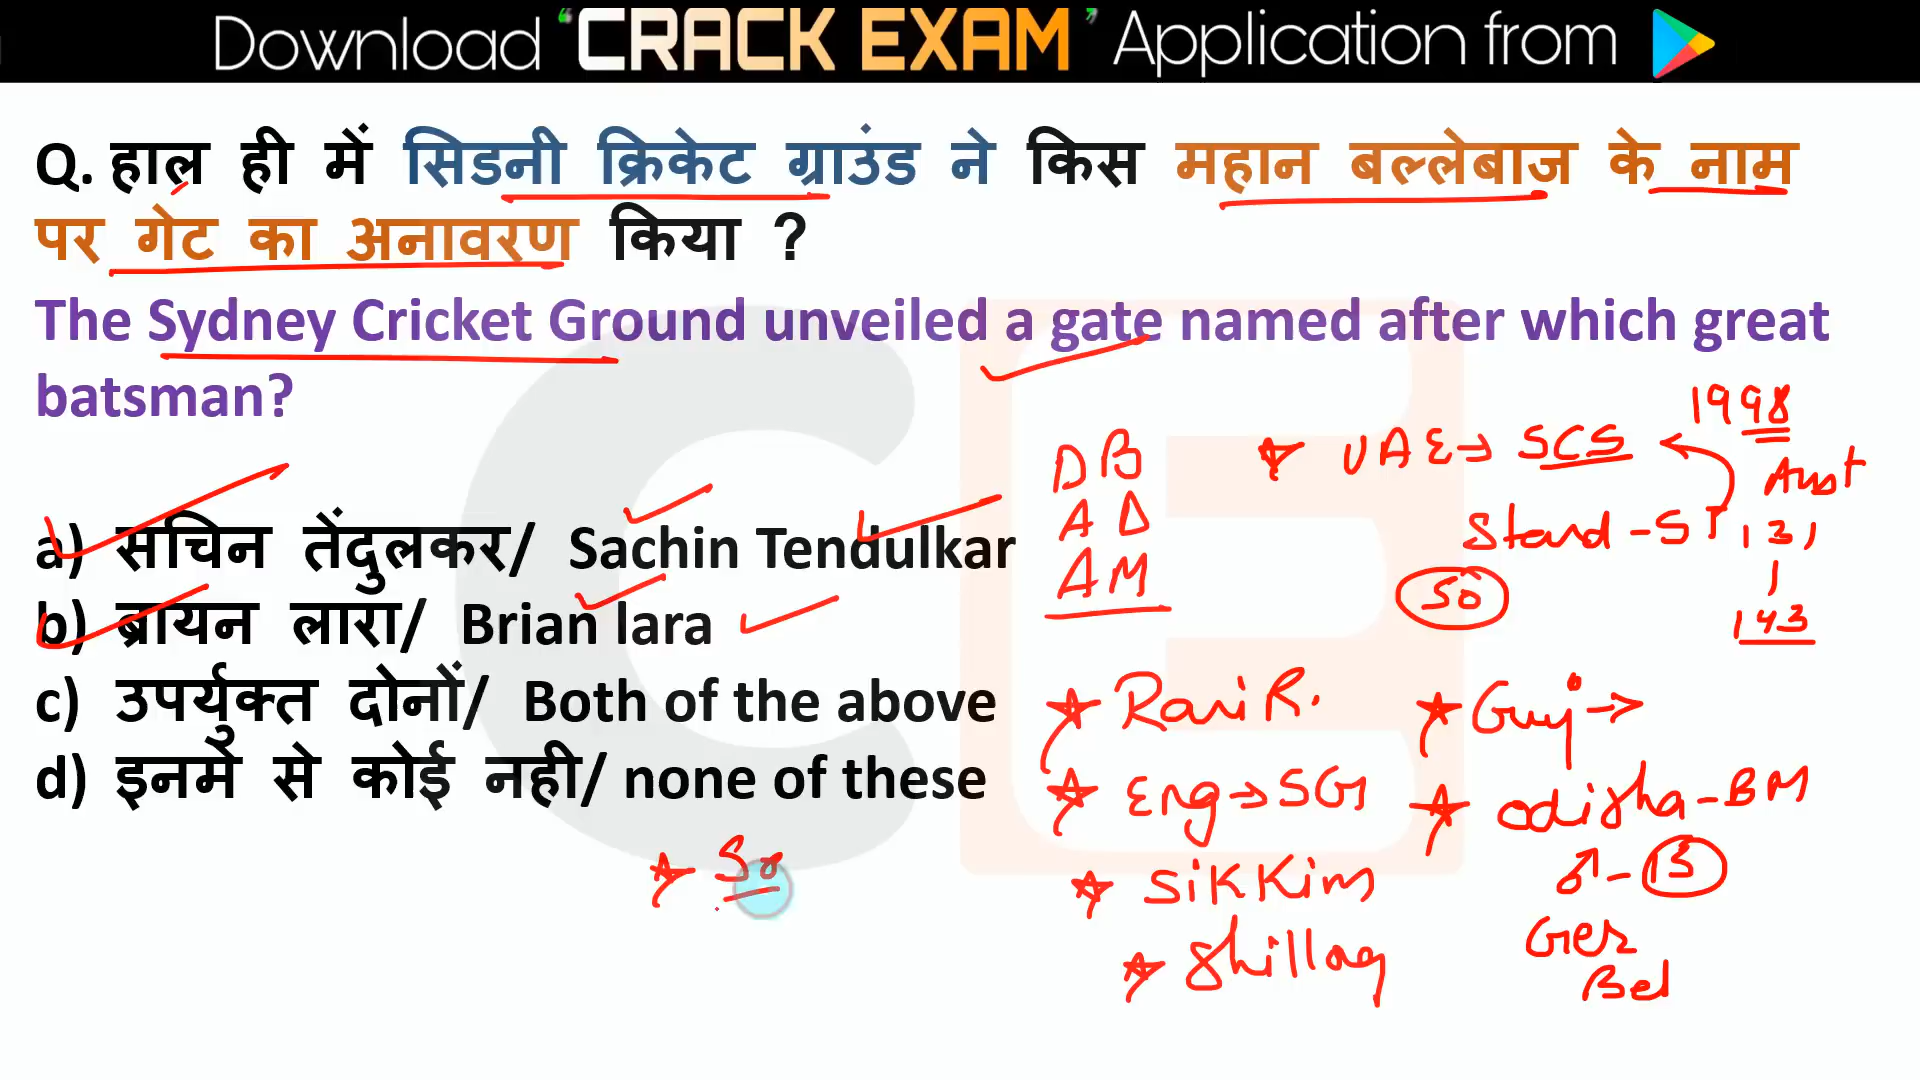 Download “CRACK EXAM” Application from
Q. हाल ही में सिडनी क्रिकेट ग्राउंड ने किस महान बल्लेबाज के नाम
पर गेट का अनावरण किया ?
The Sydney Cricket Ground unveiled a gate named after which great
batsman?
a) सचिन तेंदुलकर/ Sachin Tendulkar
b) ब्रायन लारा/ Brian lara
c) उपर्युक्त दोनों/ Both of the above
d) इनमें से कोई नही/ none of these
DB
AD
AM
UAE→ SCS
1998
Aust
Stand - ST
131
1
143
50
Ravi R.
Guj →
Eng → SG
Odisha - BM
15
Sikkim
Ger
Bel